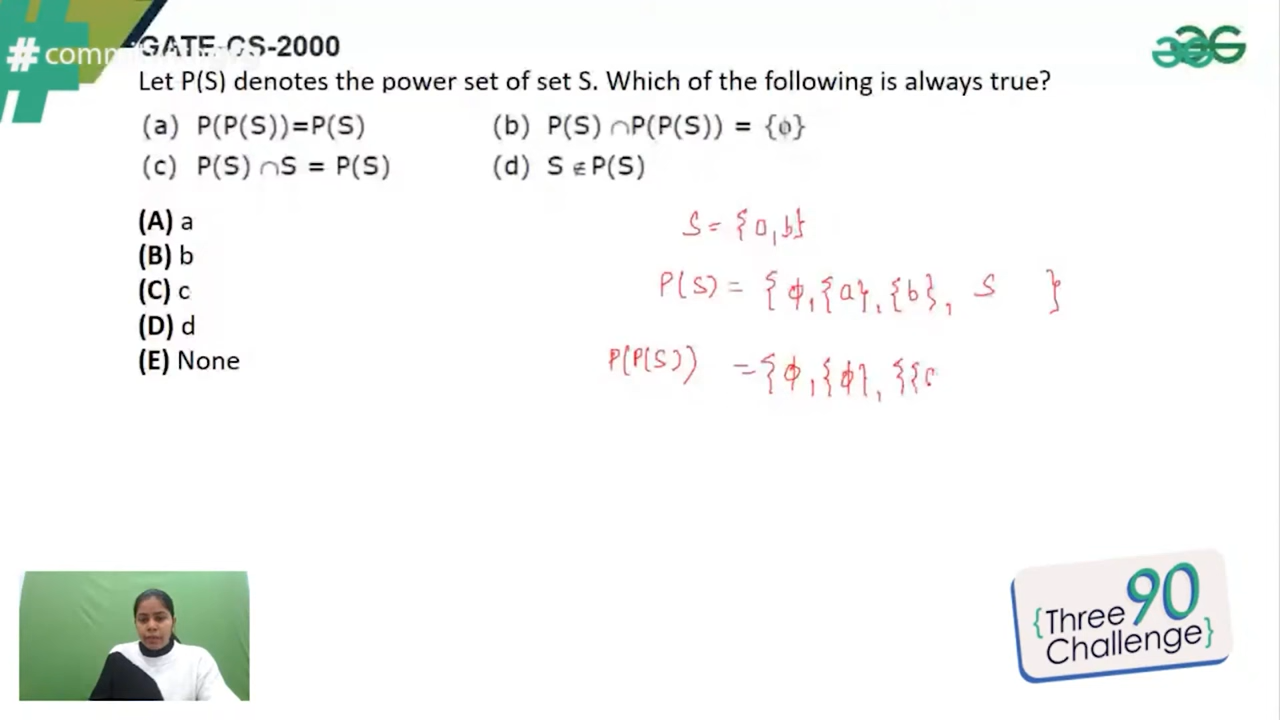 GATE-CS-2000
Let P(S) denotes the power set of set S. Which of the following is always true?
(a) P(P(S))=P(S) (b) P(S) ∩P(P(S)) = {φ}
(c) P(S) ∩S = P(S) (d) S ∉P(S)
(A) a
(B) b
(C) c
(D) d
(E) None
S = {a, b}
P(S) = { φ, {a}, {b}, S }
P(P(S)) = { φ, {φ}, {{
{Three 90
Challenge}